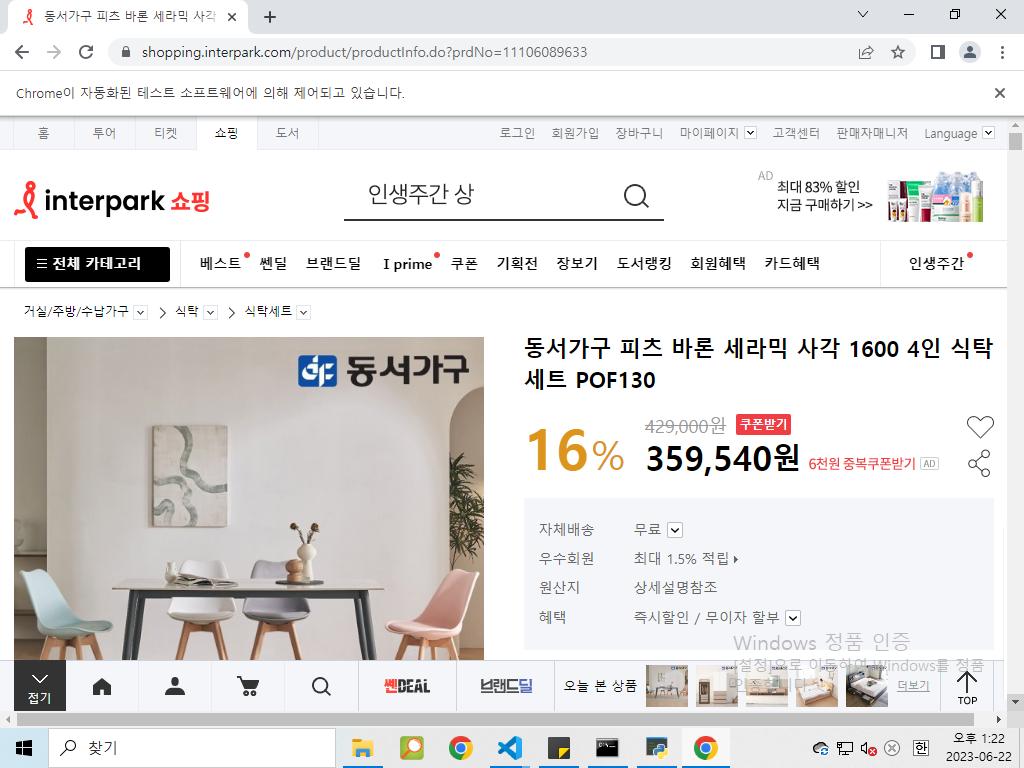 동서가구 피츠 바론 세라믹 사각
shopping.interpark.com/product/productInfo.do?prdNo=11106089633
Chrome이 자동화된 테스트 소프트웨어에 의해 제어되고 있습니다.
홈 투어 티켓 쇼핑 도서 로그인 회원가입 장바구니 마이페이지 고객센터 판매자매니저 Language
interpark 쇼핑
인생주간 상
AD 최대 83% 할인
지금 구매하기 >>
전체 카테고리 베스트 쎈딜 브랜드딜 I prime 쿠폰 기획전 장보기 도서랭킹 회원혜택 카드혜택 인생주간
거실/주방/수납가구 식탁 식탁세트
동서가구
동서가구 피츠 바론 세라믹 사각 1600 4인 식탁
세트 POF130
16% 429,000원 쿠폰받기
359,540원 6천원 중복쿠폰받기 AD
자체배송 무료
우수회원 최대 1.5% 적립
원산지 상세설명참조
혜택 즉시할인 / 무이자 할부
Windows 정품 인증
[설정]으로 이동하여 Windows를 정품
인증합니다.
접기 쎈DEAL 브랜드딜 오늘 본 상품 더보기 TOP
찾기
한
오후 1:22
2023-06-22